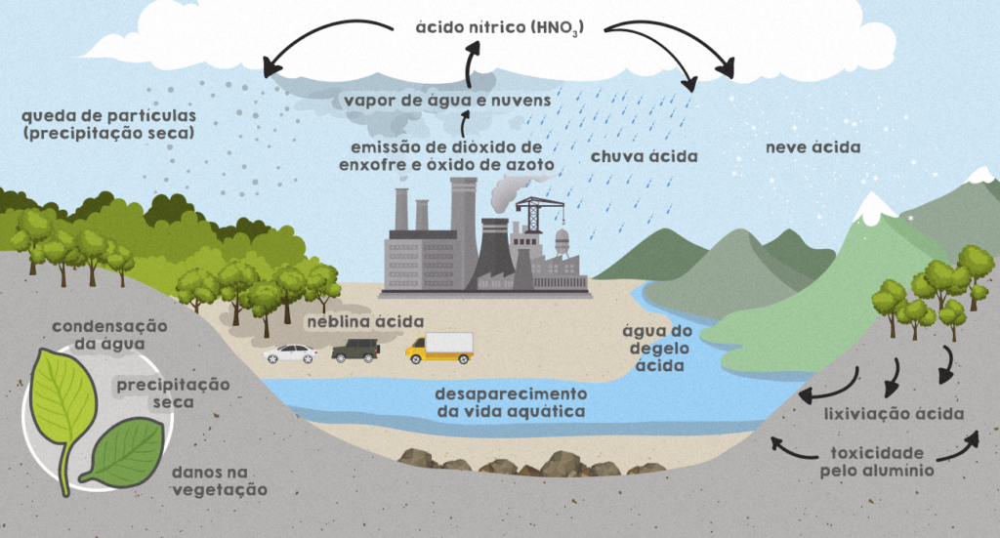 ácido nítrico (HNO₃)
vapor de água e nuvens
queda de partículas
(precipitação seca)
emissão de dióxido de
enxofre e óxido de azoto
chuva ácida
neve ácida
neblina ácida
condensação
da água
precipitação
seca
danos na
vegetação
água do
degelo
ácida
desaparecimento
da vida aquática
lixiviação ácida
toxicidade
pelo alumínio